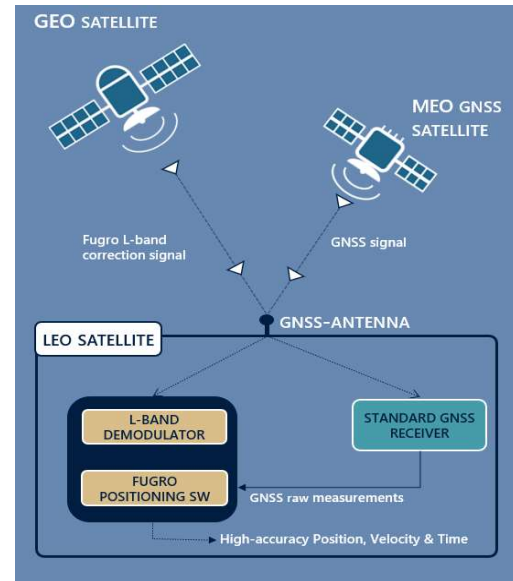 GEO SATELLITE
MEO GNSS
SATELLITE
Fugro L-band
correction signal
GNSS signal
GNSS-ANTENNA
LEO SATELLITE
L-BAND
DEMODULATOR
STANDARD GNSS
RECEIVER
FUGRO
POSITIONING SW
GNSS raw measurements
High-accuracy Position, Velocity & Time